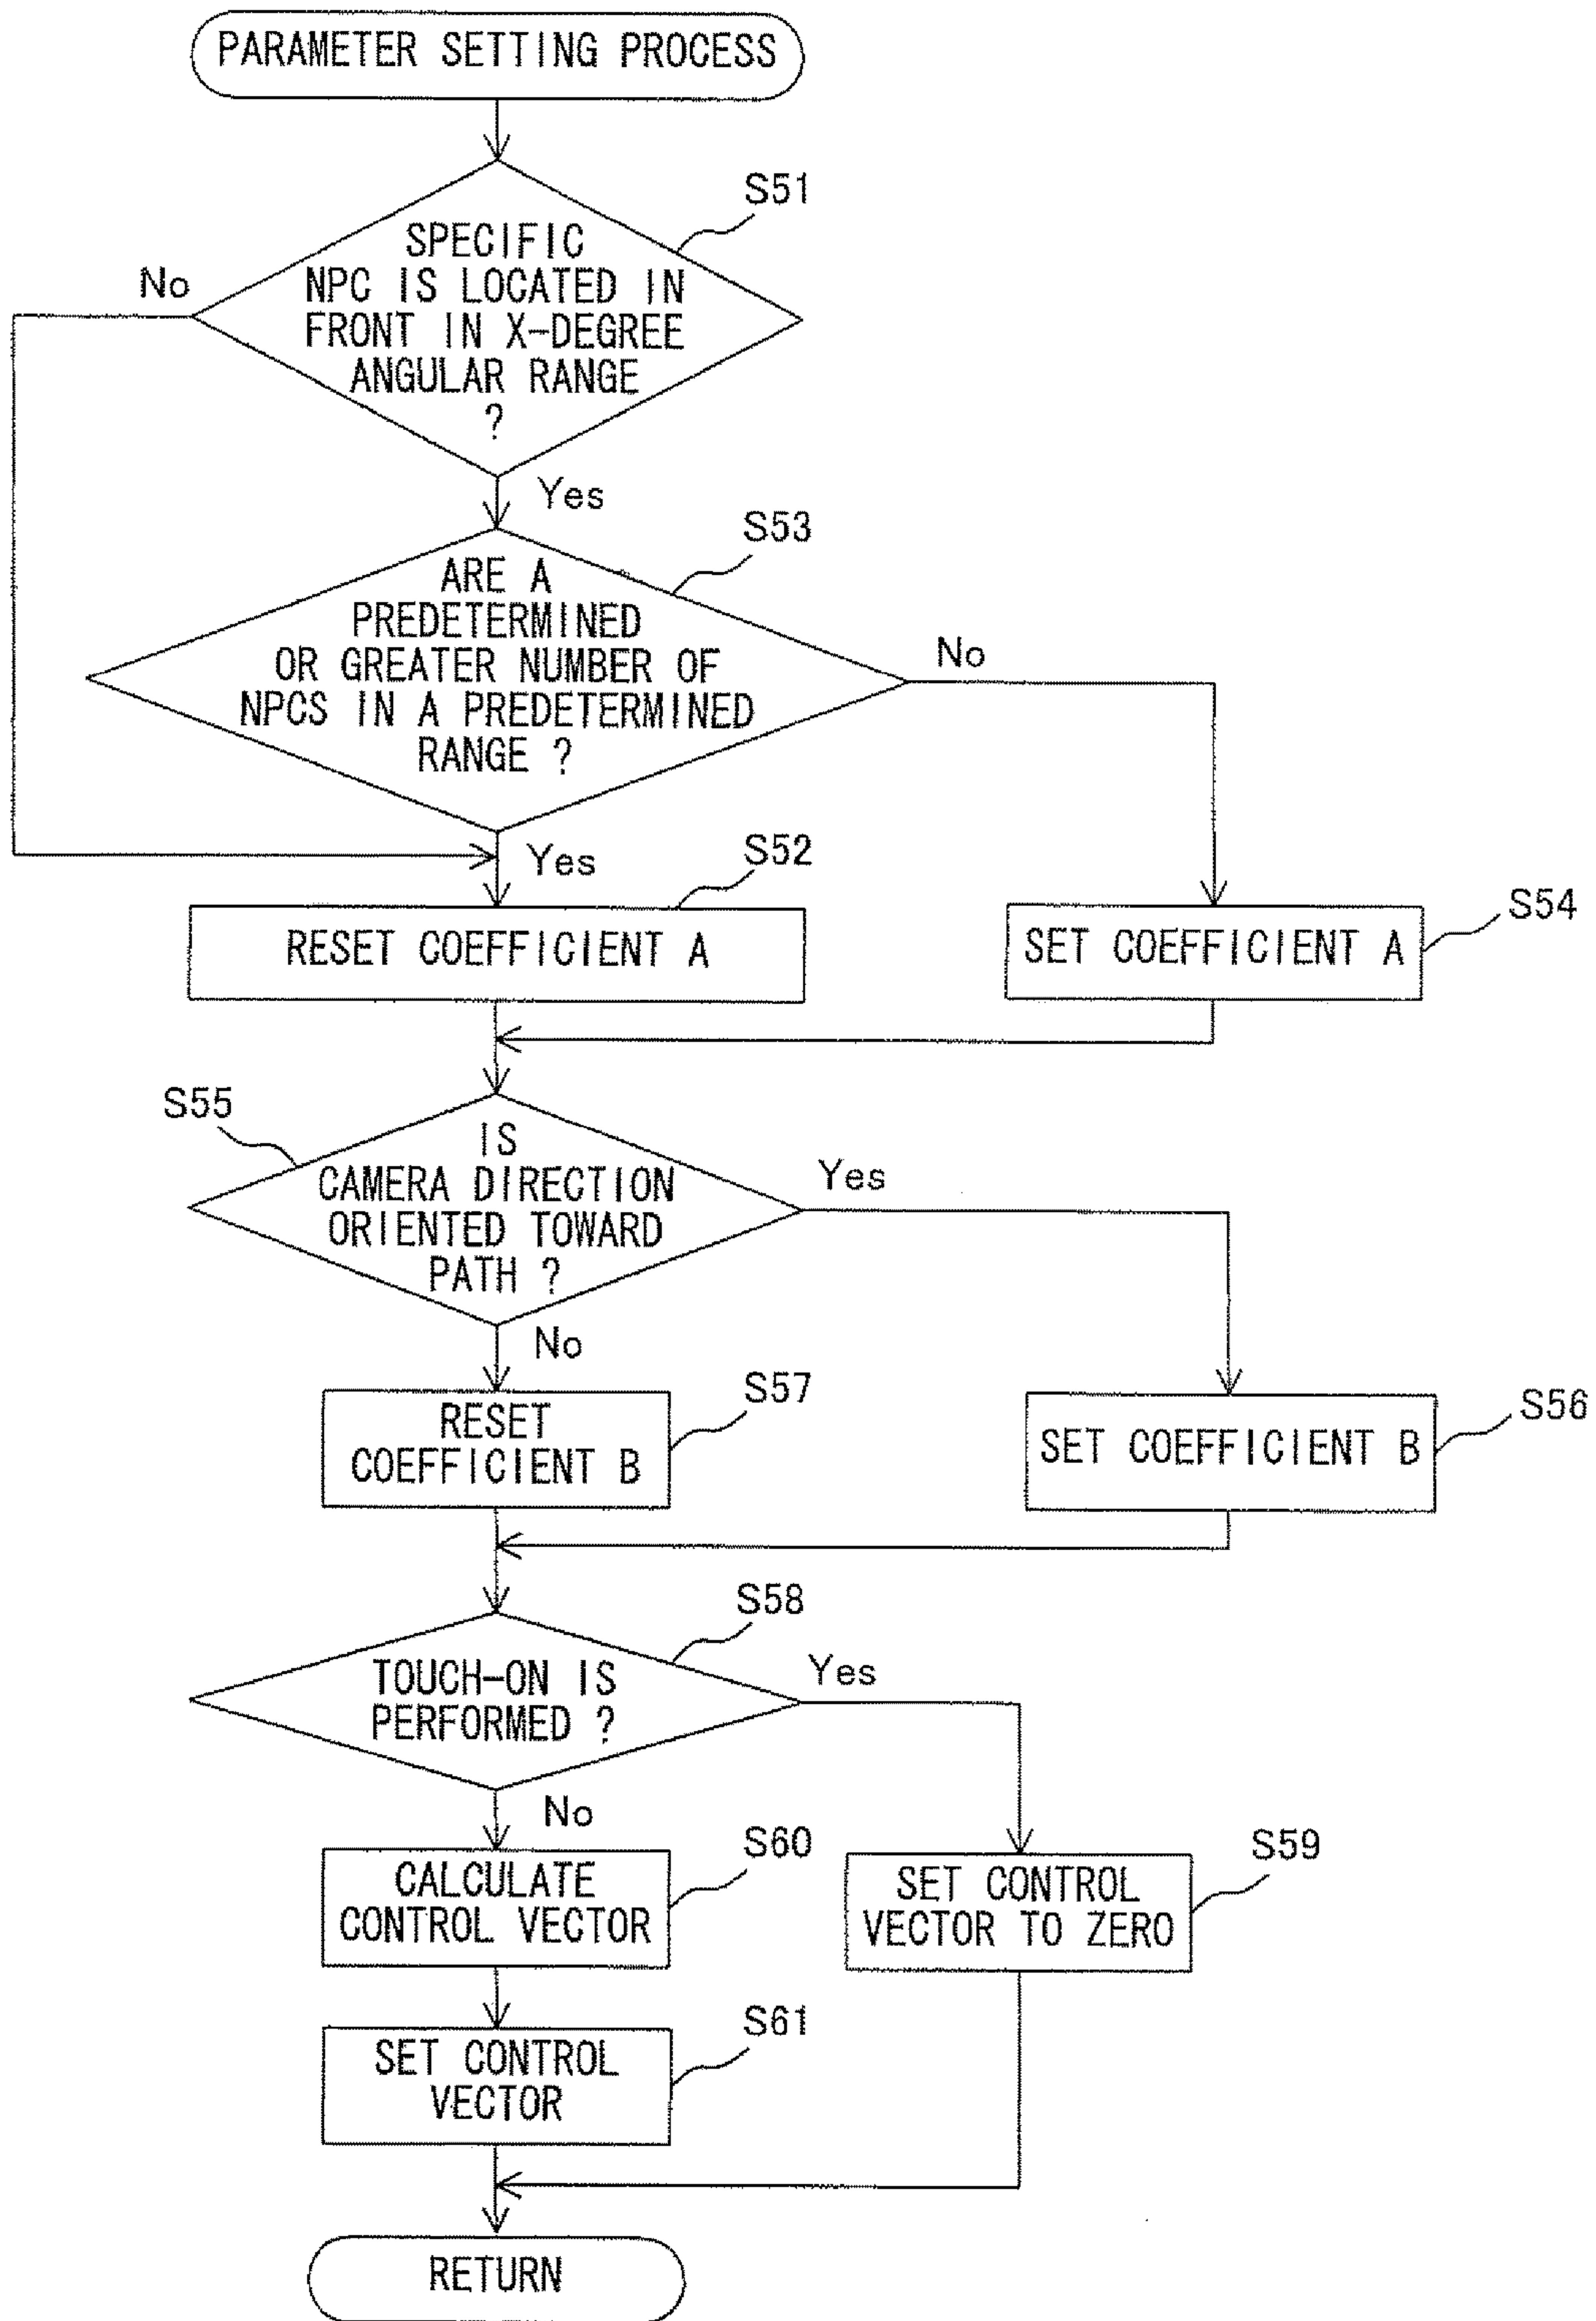 PARAMETER SETTING PROCESS
S51
SPECIFIC
NPC IS LOCATED IN
FRONT IN X-DEGREE
ANGULAR RANGE
?
No
Yes
S53
ARE A
PREDETERMINED
OR GREATER NUMBER OF
NPCS IN A PREDETERMINED
RANGE ?
No
Yes
S52
RESET COEFFICIENT A
S54
SET COEFFICIENT A
S55
IS
CAMERA DIRECTION
ORIENTED TOWARD
PATH ?
Yes
No
S57
RESET
COEFFICIENT B
S56
SET COEFFICIENT B
S58
TOUCH-ON IS
PERFORMED ?
Yes
No
S60
CALCULATE
CONTROL VECTOR
S59
SET CONTROL
VECTOR TO ZERO
S61
SET CONTROL
VECTOR
RETURN